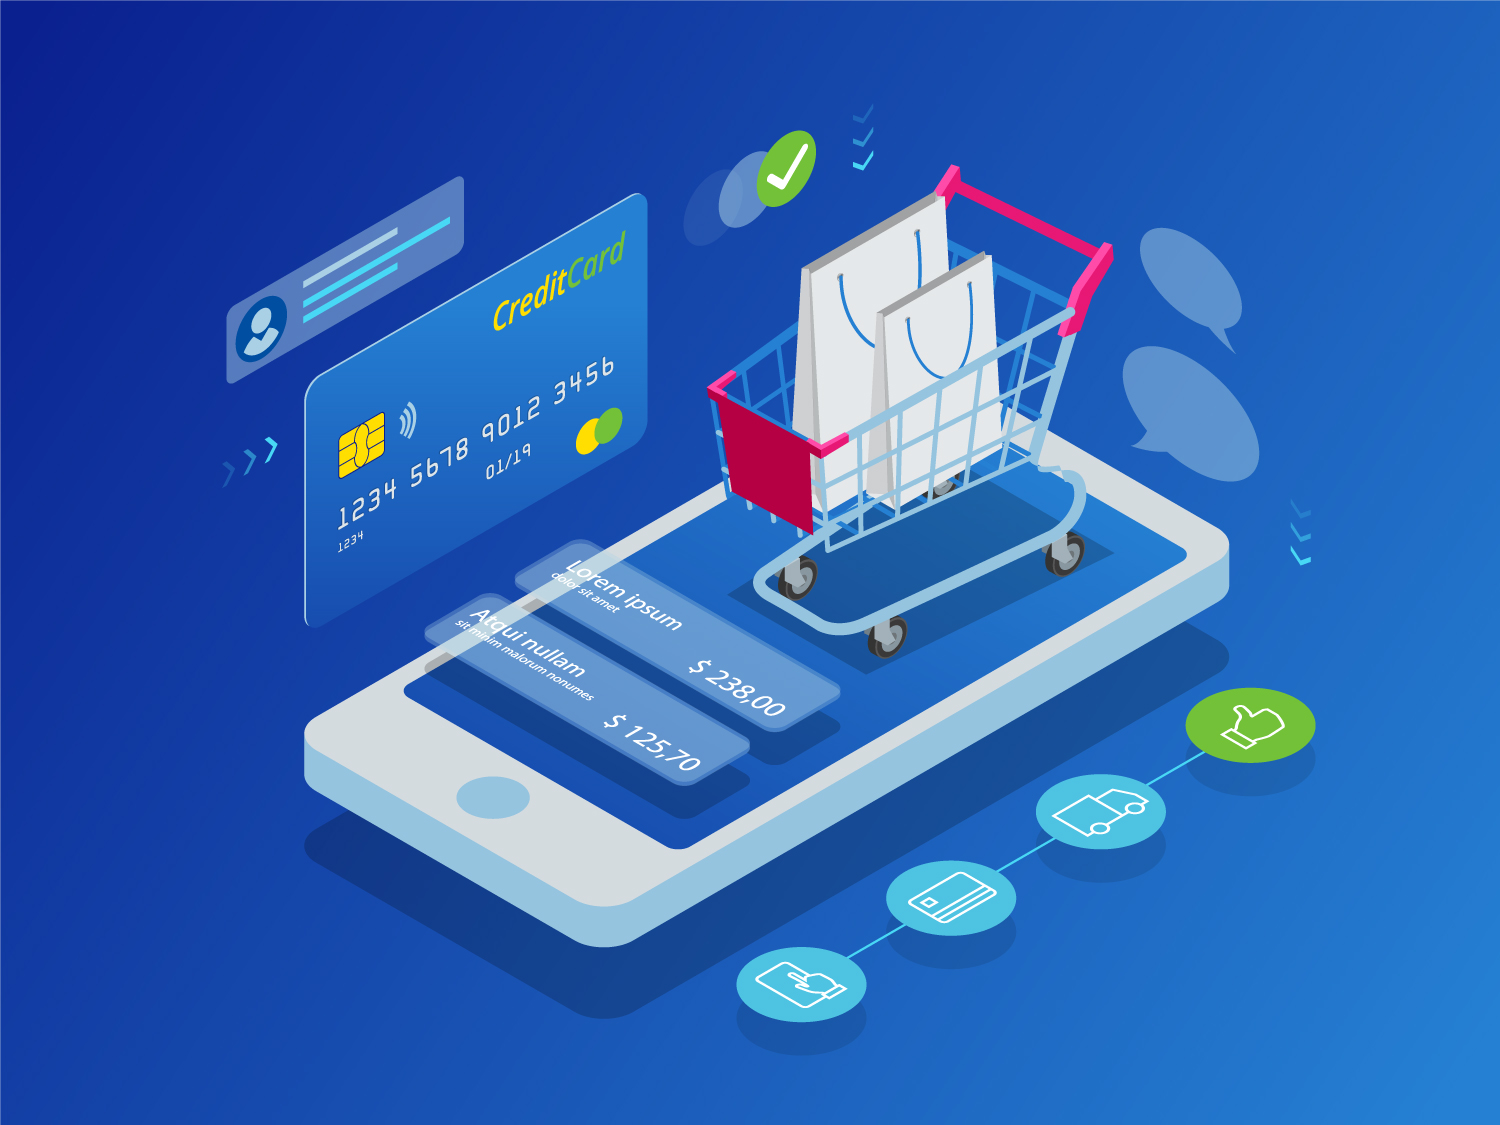 CreditCard
1234 5678 9012 3456
01/19
1234
Lorem ipsum
dolor sit amet
$ 238,00
Atqui nullam
sit minim malorum nonumes
$ 125,70